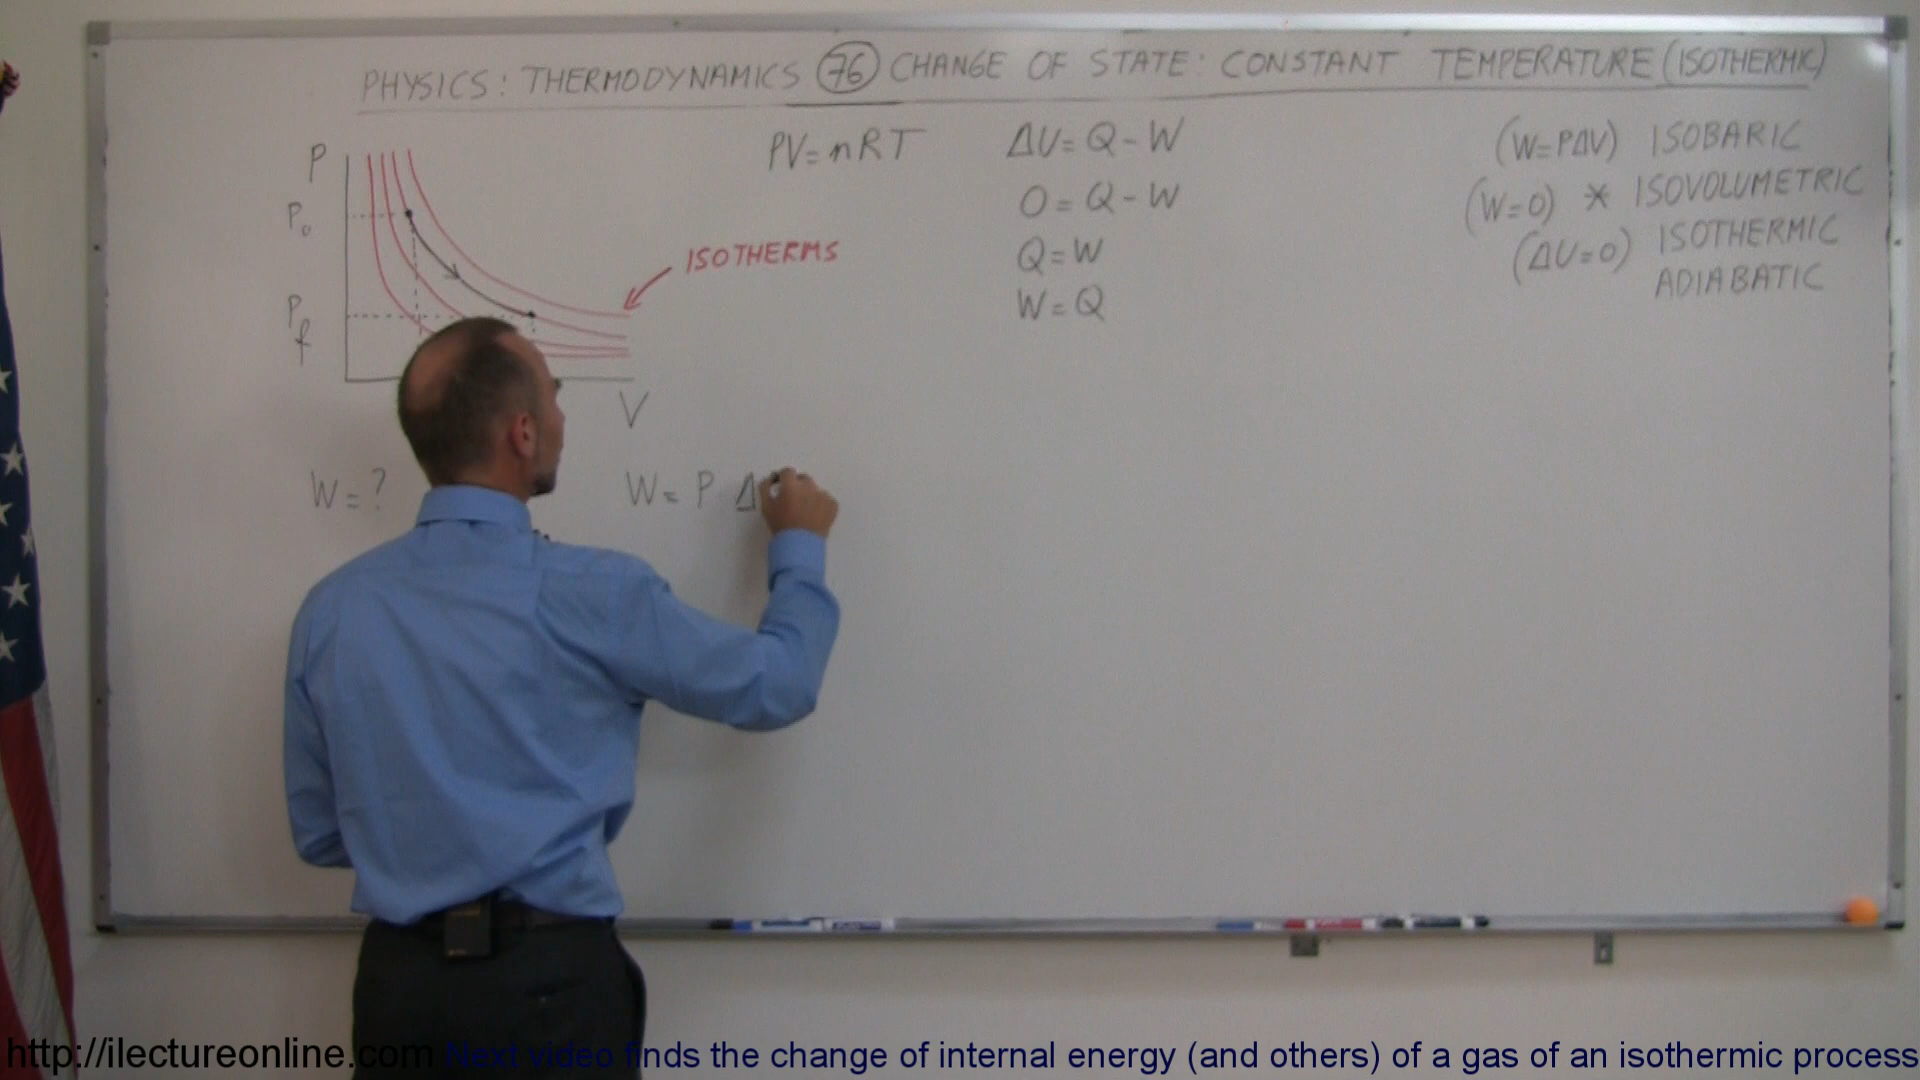 PHYSICS: THERMODYNAMICS 76 CHANGE OF STATE: CONSTANT TEMPERATURE (ISOTHERMIC)
P
P₀
P
f
V
ISOTHERMS
PV=nRT
ΔU=Q-W
0=Q-W
Q=W
W=Q
(W=PΔV) ISOBARIC
(W=0) * ISOVOLUMETRIC
(ΔU=0) ISOTHERMIC
ADIABATIC
W=?
W= P Δ
http://ilectureonline.com Next video finds the change of internal energy (and others) of a gas of an isothermic process